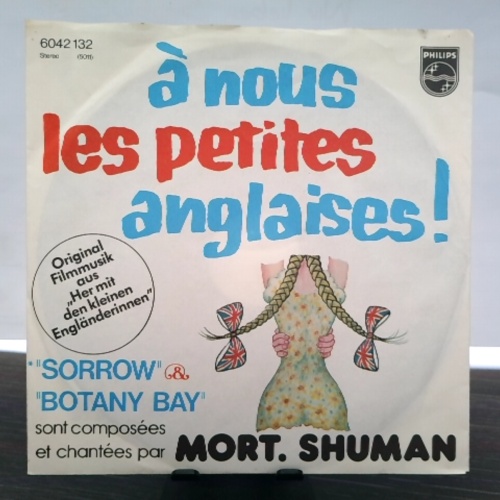 6042 132
Stereo (509)
PHILIPS
à nous
les petites
anglaises!
Original
Filmmusik
aus
„Her mit
den kleinen
Engländerinnen"
"SORROW" &
"BOTANY BAY"
sont composées
et chantées par MORT. SHUMAN